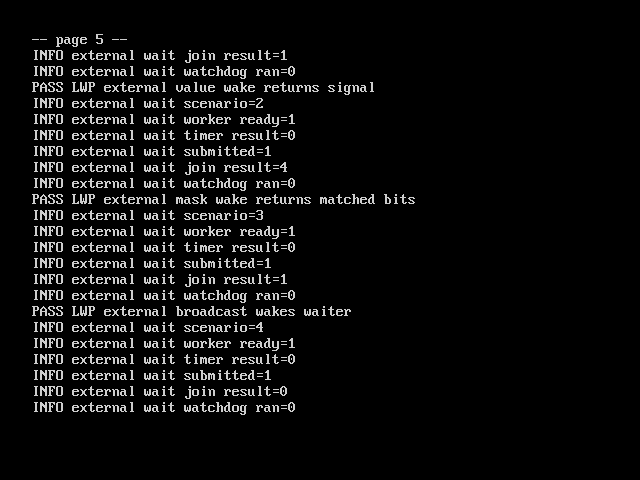 -- page 5 --
INFO external wait join result=1
INFO external wait watchdog ran=0
PASS LWP external value wake returns signal
INFO external wait scenario=2
INFO external wait worker ready=1
INFO external wait timer result=0
INFO external wait submitted=1
INFO external wait join result=4
INFO external wait watchdog ran=0
PASS LWP external mask wake returns matched bits
INFO external wait scenario=3
INFO external wait worker ready=1
INFO external wait timer result=0
INFO external wait submitted=1
INFO external wait join result=1
INFO external wait watchdog ran=0
PASS LWP external broadcast wakes waiter
INFO external wait scenario=4
INFO external wait worker ready=1
INFO external wait timer result=0
INFO external wait submitted=1
INFO external wait join result=0
INFO external wait watchdog ran=0